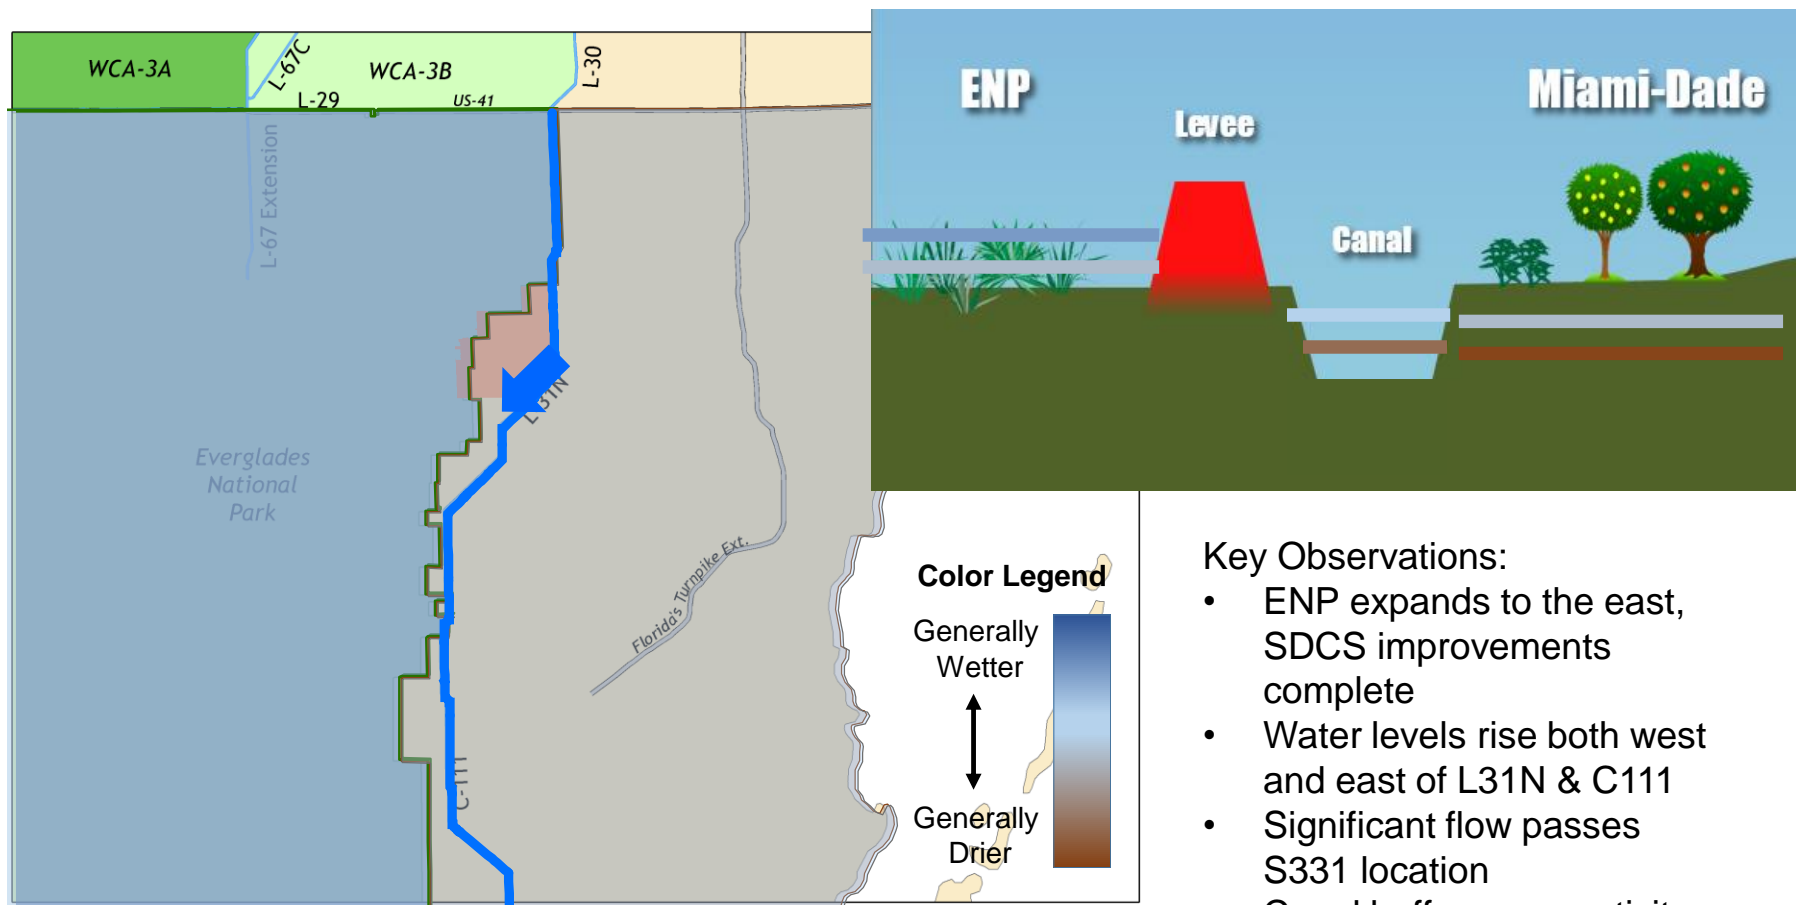 WCA-3A
L-67C
WCA-3B
L-30
L-29
US-41
L-67 Extension
L-31N
Everglades
National
Park
Florida's Turnpike Ext.
C-111
ENP
Levee
Canal
Miami-Dade
Color Legend
Generally
Wetter
Generally
Drier
Key Observations:
• ENP expands to the east,
SDCS improvements
complete
• Water levels rise both west
and east of L31N & C111
• Significant flow passes
S331 location